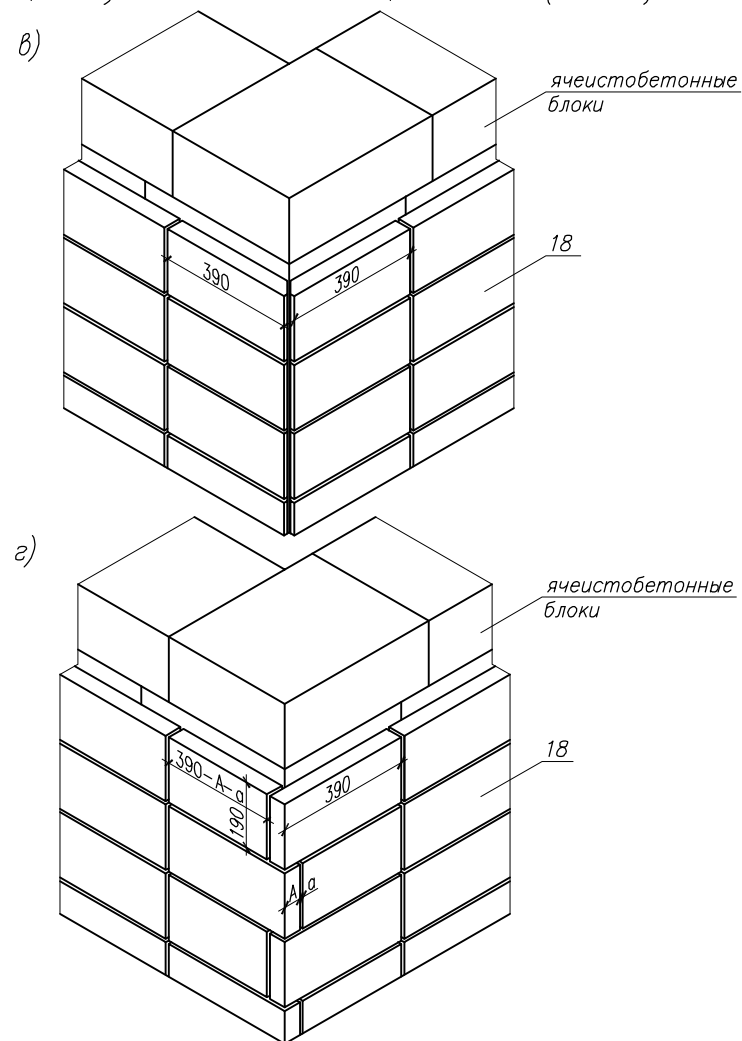 в)
ячеистобетонные
блоки
18
390
390
г)
ячеистобетонные
блоки
18
390-А-а
390
190
А
а